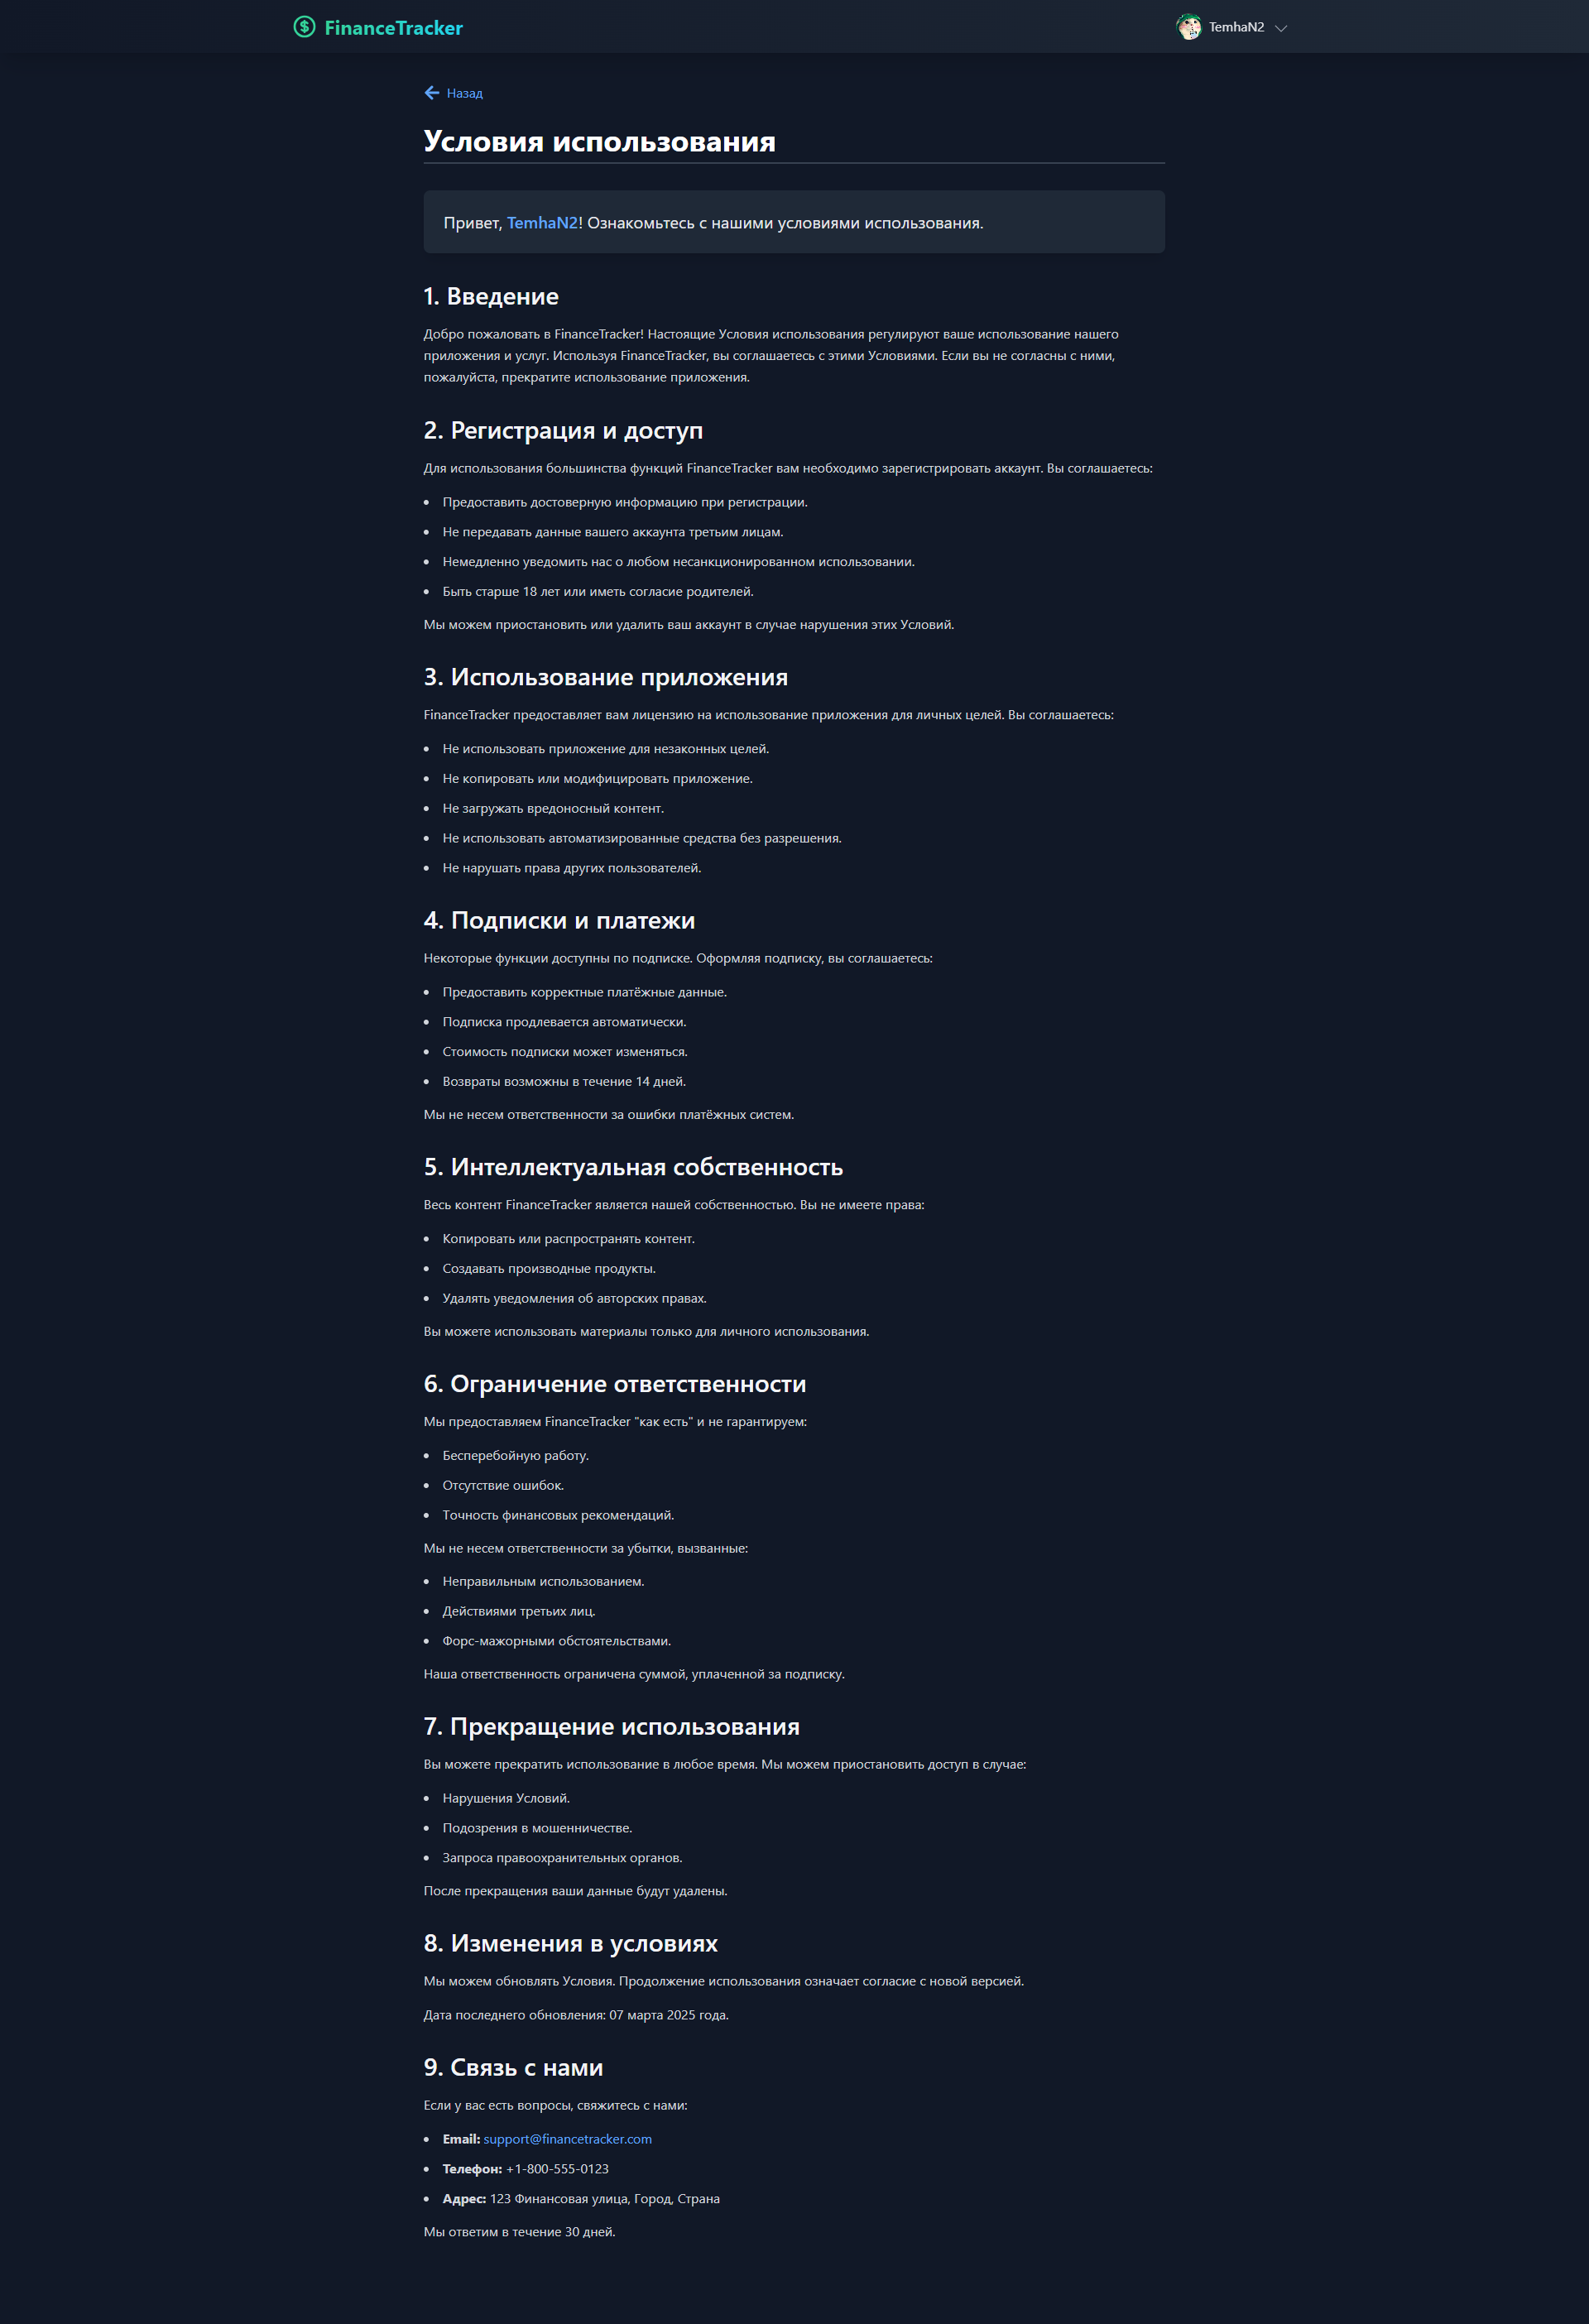 FinanceTracker
TemhaN2
Назад
Условия использования
Привет, TemhaN2! Ознакомьтесь с нашими условиями использования.
1. Введение
Добро пожаловать в FinanceTracker! Настоящие Условия использования регулируют ваше использование нашего
приложения и услуг. Используя FinanceTracker, вы соглашаетесь с этими Условиями. Если вы не согласны с ними,
пожалуйста, прекратите использование приложения.
2. Регистрация и доступ
Для использования большинства функций FinanceTracker вам необходимо зарегистрировать аккаунт. Вы соглашаетесь:
• Предоставить достоверную информацию при регистрации.
• Не передавать данные вашего аккаунта третьим лицам.
• Немедленно уведомить нас о любом несанкционированном использовании.
• Быть старше 18 лет или иметь согласие родителей.
Мы можем приостановить или удалить ваш аккаунт в случае нарушения этих Условий.
3. Использование приложения
FinanceTracker предоставляет вам лицензию на использование приложения для личных целей. Вы соглашаетесь:
• Не использовать приложение для незаконных целей.
• Не копировать или модифицировать приложение.
• Не загружать вредоносный контент.
• Не использовать автоматизированные средства без разрешения.
• Не нарушать права других пользователей.
4. Подписки и платежи
Некоторые функции доступны по подписке. Оформляя подписку, вы соглашаетесь:
• Предоставить корректные платёжные данные.
• Подписка продлевается автоматически.
• Стоимость подписки может изменяться.
• Возвраты возможны в течение 14 дней.
Мы не несем ответственности за ошибки платёжных систем.
5. Интеллектуальная собственность
Весь контент FinanceTracker является нашей собственностью. Вы не имеете права:
• Копировать или распространять контент.
• Создавать производные продукты.
• Удалять уведомления об авторских правах.
Вы можете использовать материалы только для личного использования.
6. Ограничение ответственности
Мы предоставляем FinanceTracker "как есть" и не гарантируем:
• Бесперебойную работу.
• Отсутствие ошибок.
• Точность финансовых рекомендаций.
Мы не несем ответственности за убытки, вызванные:
• Неправильным использованием.
• Действиями третьих лиц.
• Форс-мажорными обстоятельствами.
Наша ответственность ограничена суммой, уплаченной за подписку.
7. Прекращение использования
Вы можете прекратить использование в любое время. Мы можем приостановить доступ в случае:
• Нарушения Условий.
• Подозрения в мошенничестве.
• Запроса правоохранительных органов.
После прекращения ваши данные будут удалены.
8. Изменения в условиях
Мы можем обновлять Условия. Продолжение использования означает согласие с новой версией.
Дата последнего обновления: 07 марта 2025 года.
9. Связь с нами
Если у вас есть вопросы, свяжитесь с нами:
• Email: support@financetracker.com
• Телефон: +1-800-555-0123
• Адрес: 123 Финансовая улица, Город, Страна
Мы ответим в течение 30 дней.